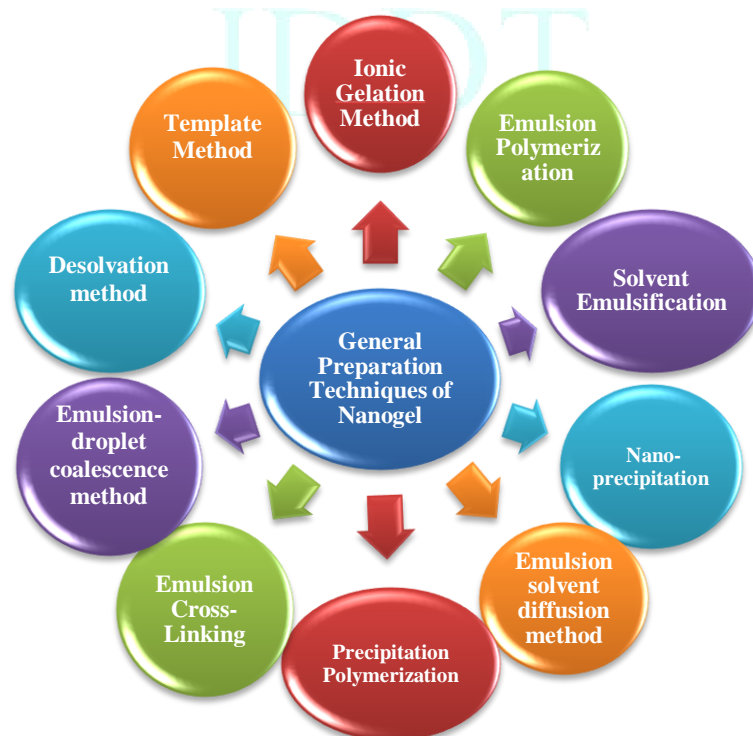 JDDT
General
Preparation
Techniques of
Nanogel
Ionic
Gelation
Method
Emulsion
Polymeriz
ation
Solvent
Emulsification
Nano-
precipitation
Emulsion
solvent
diffusion
method
Precipitation
Polymerization
Emulsion
Cross-
Linking
Emulsion-
droplet
coalescence
method
Desolvation
method
Template
Method